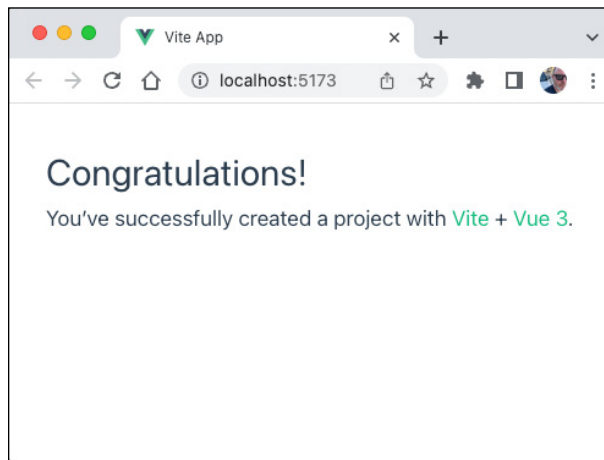 Vite App
localhost:5173
Congratulations!
You’ve successfully created a project with Vite + Vue 3.